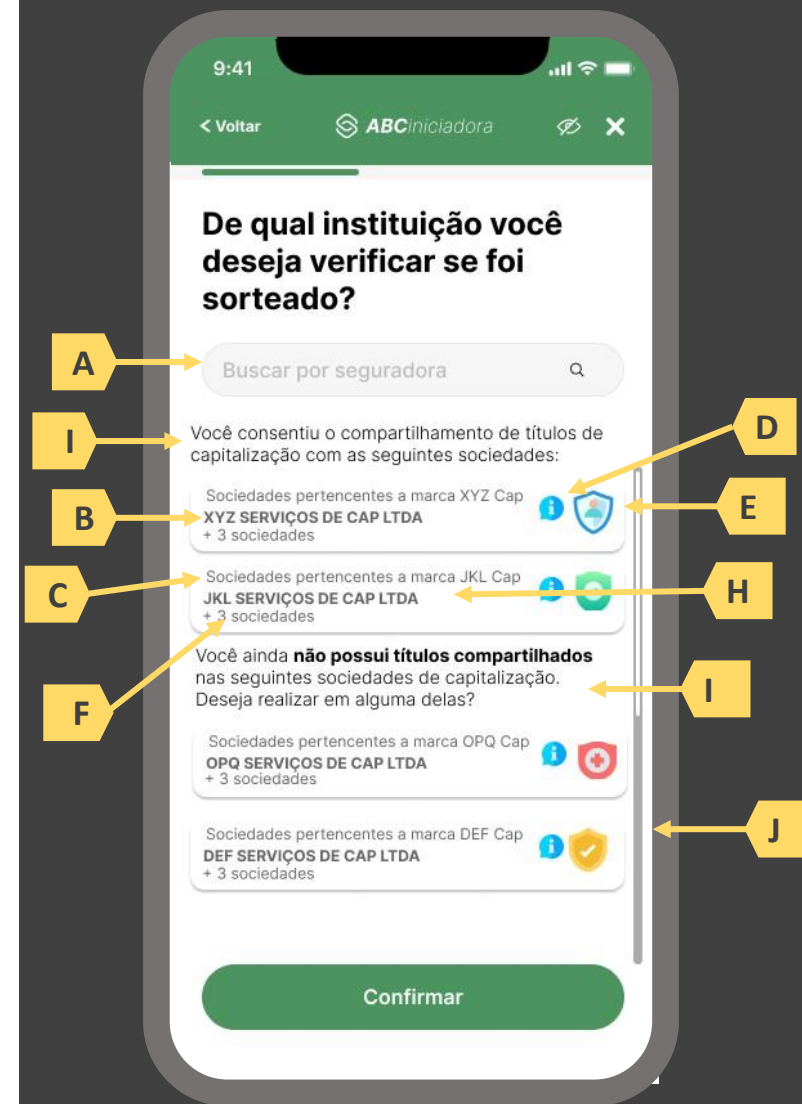 9:41
< Voltar
ABCiniciadora
De qual instituição você
deseja verificar se foi
sorteado?
A
Buscar por seguradora
I
Você consentiu o compartilhamento de títulos de
capitalização com as seguintes sociedades:
D
Sociedades pertencentes a marca XYZ Cap
B
XYZ SERVIÇOS DE CAP LTDA
E
+ 3 sociedades
C
Sociedades pertencentes a marca JKL Cap
JKL SERVIÇOS DE CAP LTDA
H
+ 3 sociedades
F
Você ainda não possui títulos compartilhados
nas seguintes sociedades de capitalização.
Deseja realizar em alguma delas?
I
Sociedades pertencentes a marca OPQ Cap
OPQ SERVIÇOS DE CAP LTDA
+ 3 sociedades
J
Sociedades pertencentes a marca DEF Cap
DEF SERVIÇOS DE CAP LTDA
+ 3 sociedades
Confirmar